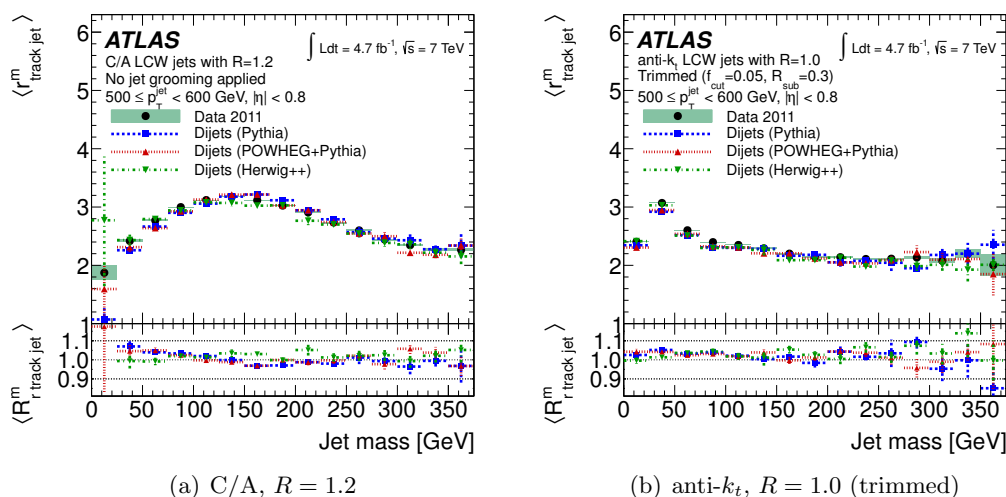 ATLAS
∫ Ldt = 4.7 fb⁻¹, √s = 7 TeV
C/A LCW jets with R=1.2
No jet grooming applied
500 ≤ p_T^jet < 600 GeV, |η| < 0.8
Data 2011
Dijets (Pythia)
Dijets (POWHEG+Pythia)
Dijets (Herwig++)
⟨r^m_track jet⟩
6
5
4
3
2
1
⟨R^m_r track jet⟩
1.1
1.0
0.9
0 50 100 150 200 250 300 350
Jet mass [GeV]
(a) C/A, R = 1.2
ATLAS
∫ Ldt = 4.7 fb⁻¹, √s = 7 TeV
anti-k_t LCW jets with R=1.0
Trimmed (f_cut=0.05, R_sub=0.3)
500 ≤ p_T^jet < 600 GeV, |η| < 0.8
Data 2011
Dijets (Pythia)
Dijets (POWHEG+Pythia)
Dijets (Herwig++)
⟨r^m_track jet⟩
6
5
4
3
2
1
⟨R^m_r track jet⟩
1.1
1.0
0.9
0 50 100 150 200 250 300 350
Jet mass [GeV]
(b) anti-k_t, R = 1.0 (trimmed)